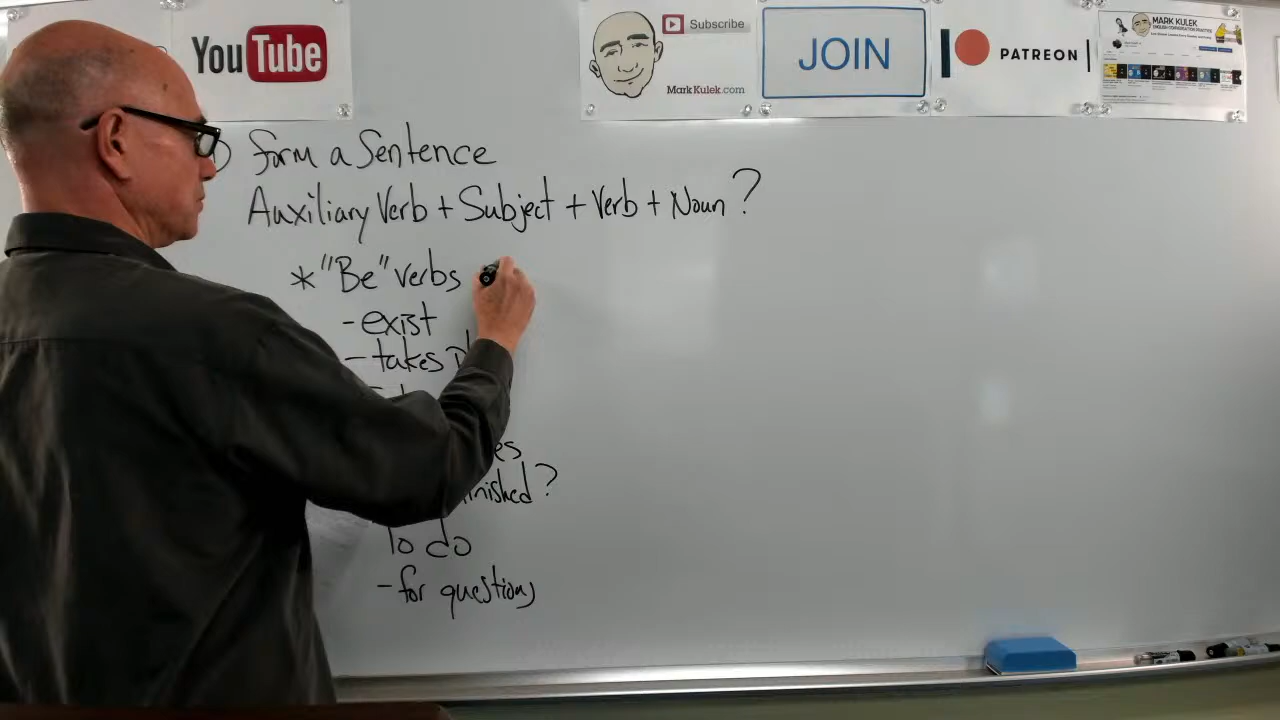 YouTube
Subscribe
MarkKulek.com
JOIN
PATREON
MARK KULEK
Form a Sentence
Auxiliary Verb + Subject + Verb + Noun ?
* "Be" verbs
- exist
- takes
To do
- for questions